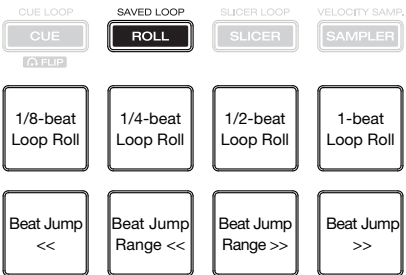 CUE LOOP SAVED LOOP SLICER LOOP VELOCITY SAMP.
CUE ROLL SLICER SAMPLER
FLIP
1/8-beat 1/4-beat 1/2-beat 1-beat
Loop Roll Loop Roll Loop Roll Loop Roll
Beat Jump Beat Jump Beat Jump Beat Jump
<< Range << Range >> >>